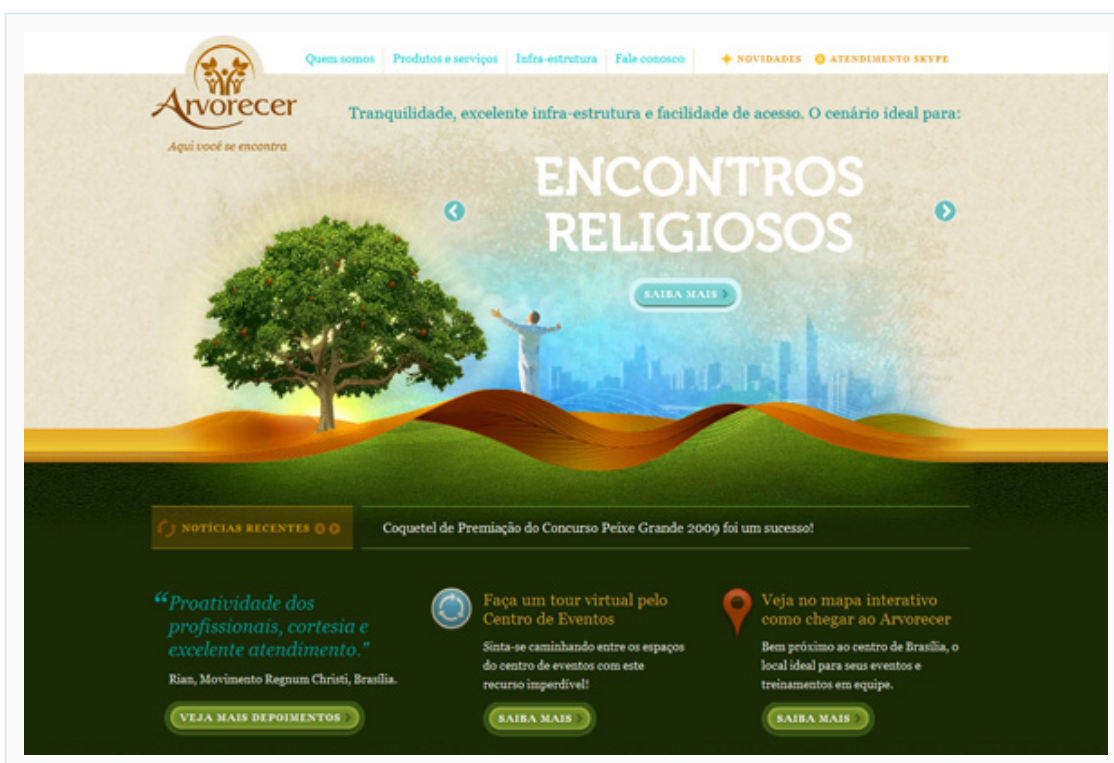 Quem somos Produtos e serviços Infra-estrutura Fale conosco NOVIDADES ATENDIMENTO SKYPE
Arvorecer
Aqui você se encontra
Tranquilidade, excelente infra-estrutura e facilidade de acesso. O cenário ideal para:
ENCONTROS
RELIGIOSOS
SAIBA MAIS
NOTÍCIAS RECENTES
Coquetel de Premiação do Concurso Peixe Grande 2009 foi um sucesso!
“Proatividade dos
profissionais, cortesia e
excelente atendimento.”
Rian, Movimento Regnum Christi, Brasília.
VEJA MAIS DEPOIMENTOS
Faça um tour virtual pelo
Centro de Eventos
Sinta-se caminhando entre os espaços
do centro de eventos com este
recurso imperdível!
SAIBA MAIS
Veja no mapa interativo
como chegar ao Arvorecer
Bem próximo ao centro de Brasília, o
local ideal para seus eventos e
treinamentos em equipe.
SAIBA MAIS